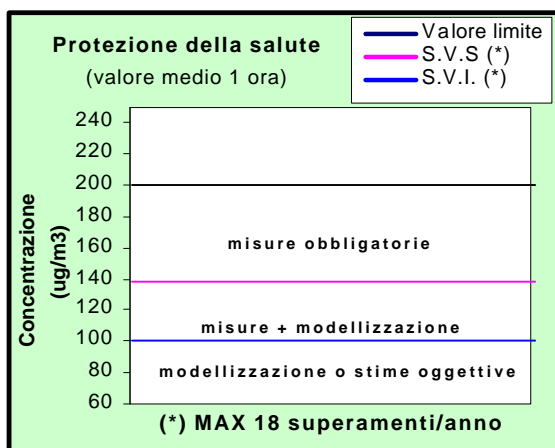 Protezione della salute
(valore medio 1 ora)
Valore limite
S.V.S (*)
S.V.I. (*)
Concentrazione
(ug/m3)
240
220
200
180
160
140
120
100
80
60
misure obbligatorie
misure + modellizzazione
modellizzazione o stime oggettive
(*) MAX 18 superamenti/anno